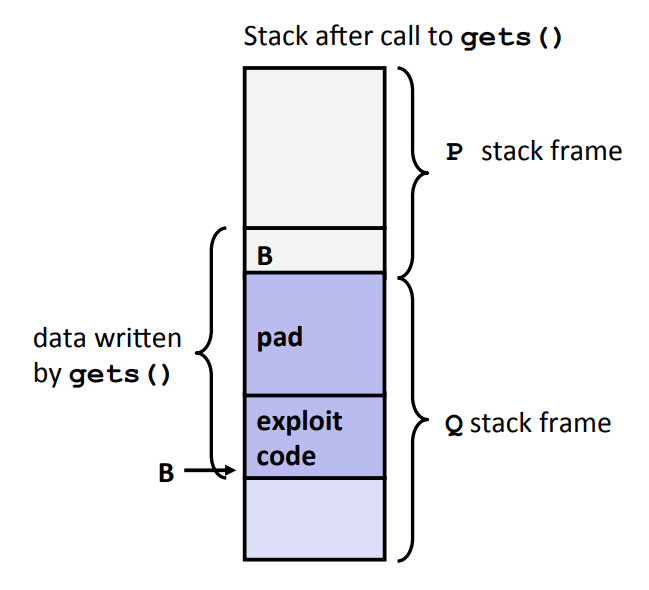 Stack after call to gets()
P stack frame
B
data written
by gets()
pad
exploit
code
Q stack frame
B